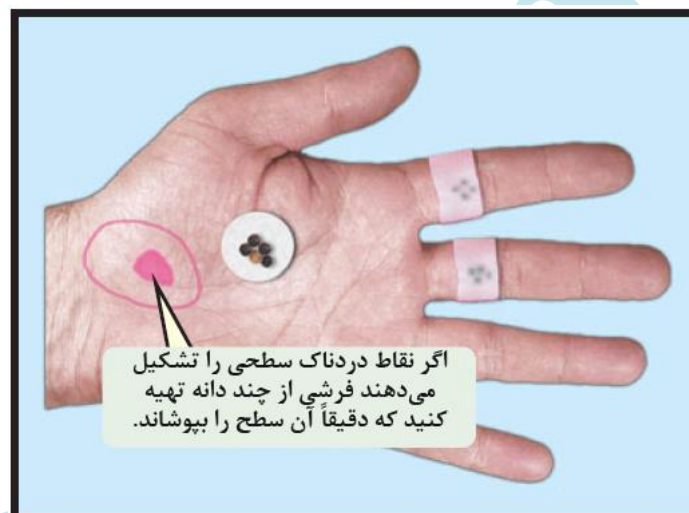 اگر نقاط دردناک سطحی را تشکیل
می‌دهند فرشی از چند دانه تهیه
کنید که دقیقاً آن سطح را بپوشاند.